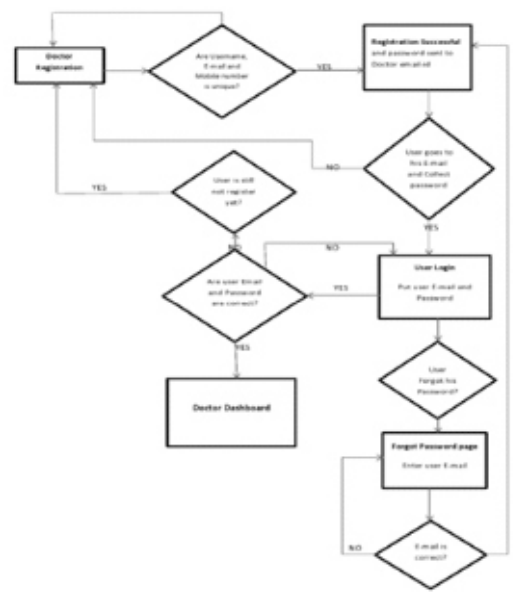 Doctor
Registration
Are Username,
E-mail and
Mobile number
is unique?
YES
Registration Successful
and password sent to
Doctor emailid
User goes to
his E-mail
and Collect
password
NO
YES
User is still
not register
yet?
YES
NO
Are user Email
and Password
are correct?
NO
YES
User Login
Put user E-mail and
Password
YES
Doctor Dashboard
User
Forgot his
Password?
Forgot Password page
Enter user E-mail
NO
E-mail is
correct?